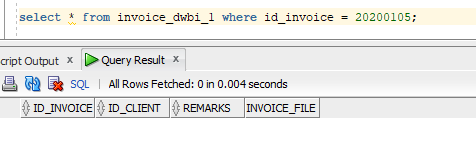 select * from invoice_dwbi_1 where id_invoice = 20200105;
cript Output x Query Result x
SQL | All Rows Fetched: 0 in 0.004 seconds
ID_INVOICE ID_CLIENT REMARKS INVOICE_FILE